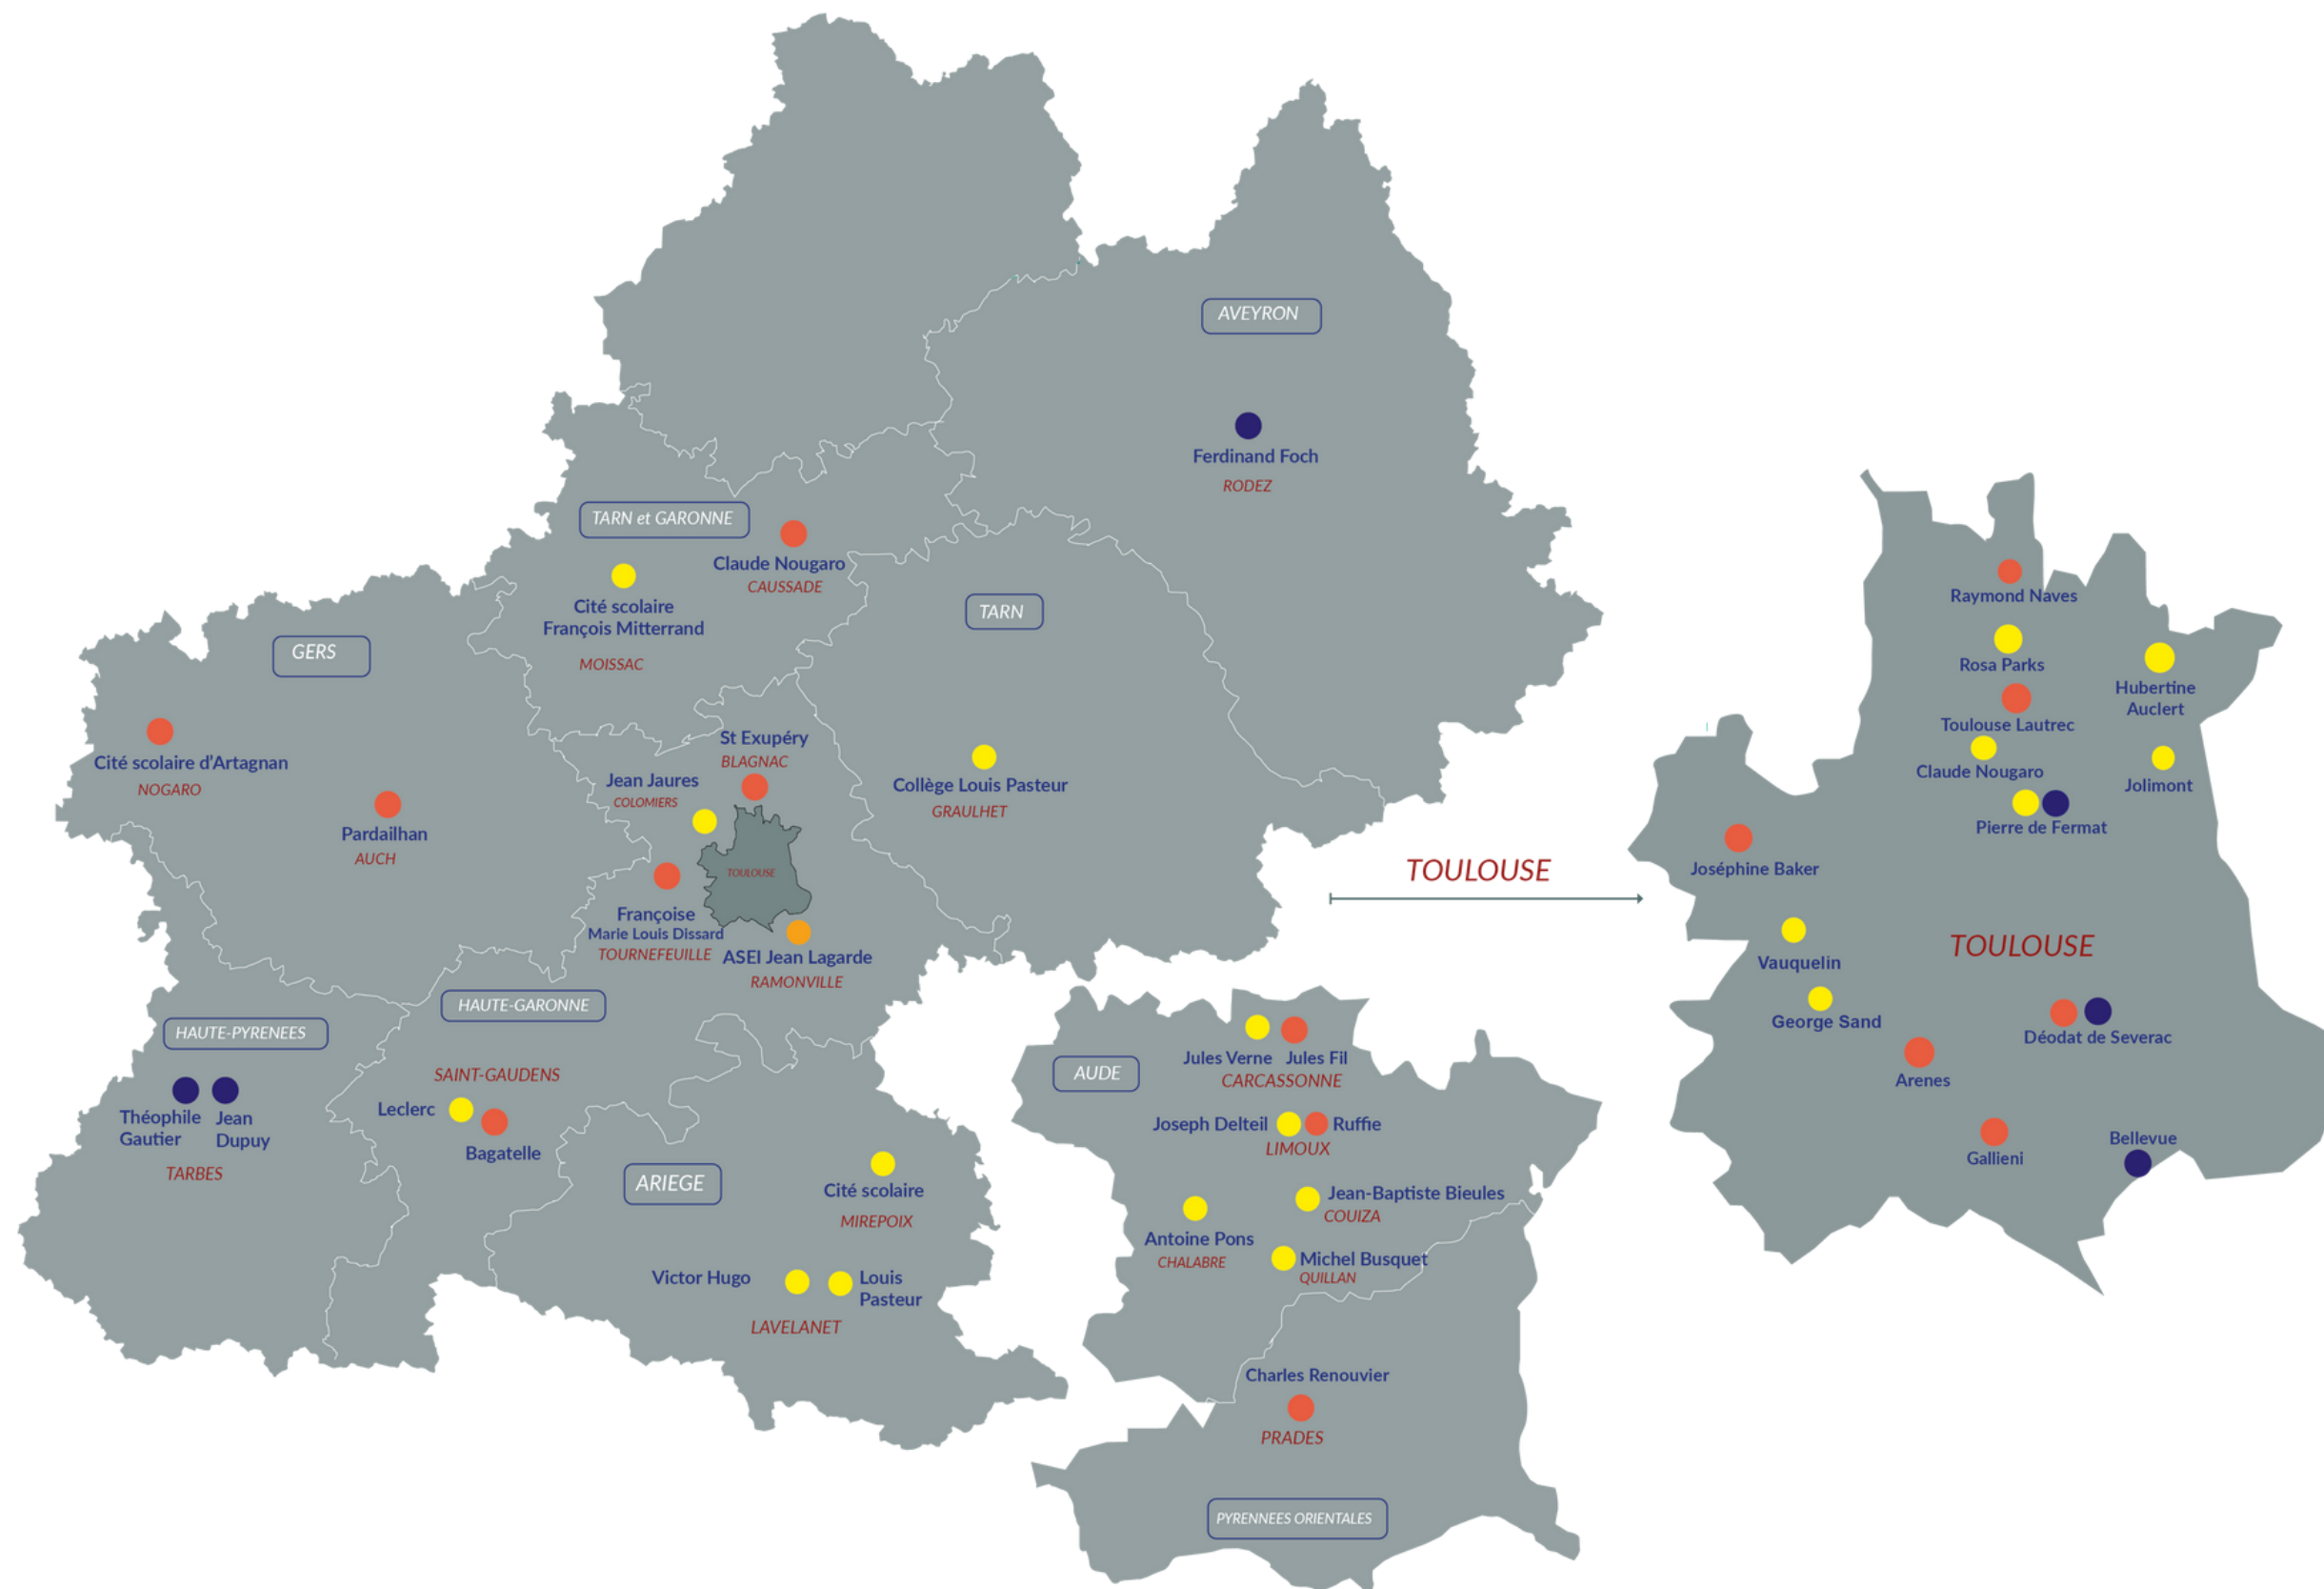 AVEYRON
Ferdinand Foch
RODEZ
TARN et GARONNE
Claude Nougaro
CAUSSADE
Cité scolaire
François Mitterrand
MOISSAC
TARN
Collège Louis Pasteur
GRAULHET
GERS
Cité scolaire d'Artagnan
NOGARO
Pardailhan
AUCH
St Exupéry
BLAGNAC
Jean Jaures
COLOMIERS
TOULOUSE
Françoise
Marie Louis Dissard
TOURNEFEUILLE
ASEI Jean Lagarde
RAMONVILLE
HAUTE-GARONNE
SAINT-GAUDENS
Leclerc
Bagatelle
HAUTE-PYRENEES
Théophile
Gautier
Jean
Dupuy
TARBES
ARIEGE
Cité scolaire
MIREPOIX
Victor Hugo
Louis
Pasteur
LAVELANET
AUDE
Jules Verne
Jules Fil
CARCASSONNE
Joseph Delteil
Ruffie
LIMOUX
Jean-Baptiste Bieules
COUIZA
Antoine Pons
CHALABRE
Michel Busquet
QUILLAN
Charles Renouvier
PRADES
PYRENNEES ORIENTALES
TOULOUSE
Raymond Naves
Rosa Parks
Hubertine
Auclert
Toulouse Lautrec
Claude Nougaro
Jolimont
Pierre de Fermat
Joséphine Baker
Vauquelin
TOULOUSE
George Sand
Déodat de Severac
Arenes
Gallieni
Bellevue